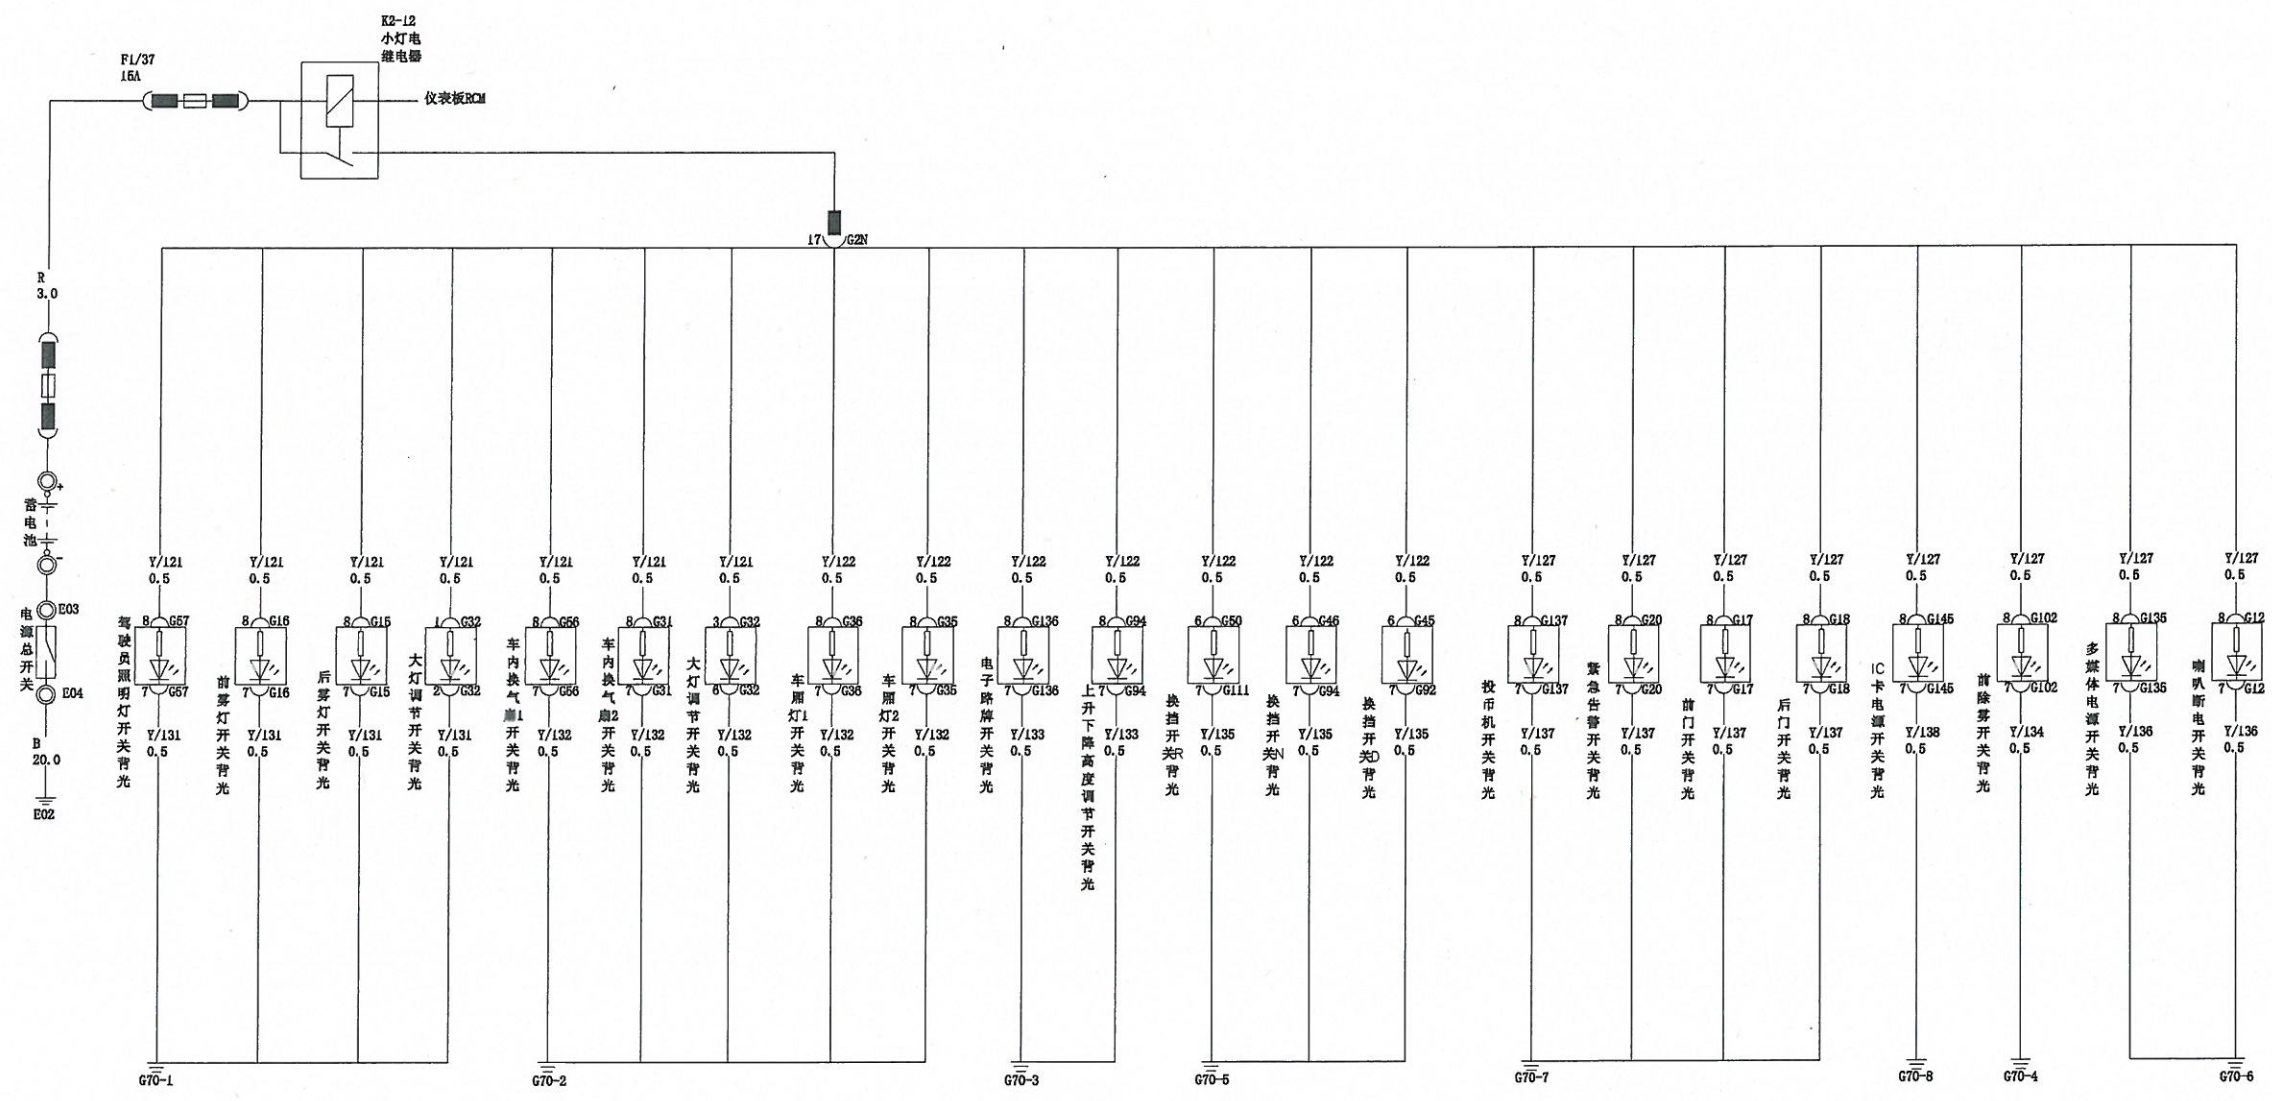 K2-12
小灯电
继电器
F1/37
15A
仪表板RCM
17 G2N
R
3.0
+
蓄电池
-
E03
电源总开关
E04
B
20.0
E02
Y/121 Y/121 Y/121 Y/121 Y/121 Y/121 Y/121 Y/122 Y/122 Y/122 Y/122 Y/122 Y/122 Y/122 Y/127 Y/127 Y/127 Y/127 Y/127 Y/127 Y/127 Y/127
0.5 0.5 0.5 0.5 0.5 0.5 0.5 0.5 0.5 0.5 0.5 0.5 0.5 0.5 0.5 0.5 0.5 0.5 0.5 0.5 0.5 0.5
8 G57 8 G16 8 G15 1 G32 8 G56 8 G31 3 G32 8 G36 8 G35 8 G136 8 G94 6 G50 6 G46 6 G45 8 G137 8 G20 8 G17 8 G18 8 G145 8 G102 8 G135 8 G12
驾驶员照明灯开关背光
前雾灯开关背光
后雾灯开关背光
大灯调节开关背光
车内换气扇1开关背光
车内换气扇2开关背光
大灯调节开关背光
车厢灯1开关背光
车厢灯2开关背光
电子路牌开关背光
上升下降高度调节开关背光
换挡开关R背光
换挡开关N背光
换挡开关D背光
投币机开关背光
紧急告警开关背光
前门开关背光
后门开关背光
IC卡电源开关背光
前除雾开关背光
多媒体电源开关背光
喇叭断电开关背光
7 G57 7 G16 7 G15 2 G32 7 G56 7 G31 6 G32 7 G36 7 G35 7 G136 7 G94 7 G111 7 G94 7 G92 7 G137 7 G20 7 G17 7 G18 7 G145 7 G102 7 G135 7 G12
Y/131 Y/131 Y/131 Y/131 Y/132 Y/132 Y/132 Y/132 Y/132 Y/133 Y/133 Y/135 Y/135 Y/135 Y/137 Y/137 Y/137 Y/137 Y/138 Y/134 Y/136 Y/136
0.5 0.5 0.5 0.5 0.5 0.5 0.5 0.5 0.5 0.5 0.5 0.5 0.5 0.5 0.5 0.5 0.5 0.5 0.5 0.5 0.5 0.5
G70-1 G70-2 G70-3 G70-5 G70-7 G70-8 G70-4 G70-6